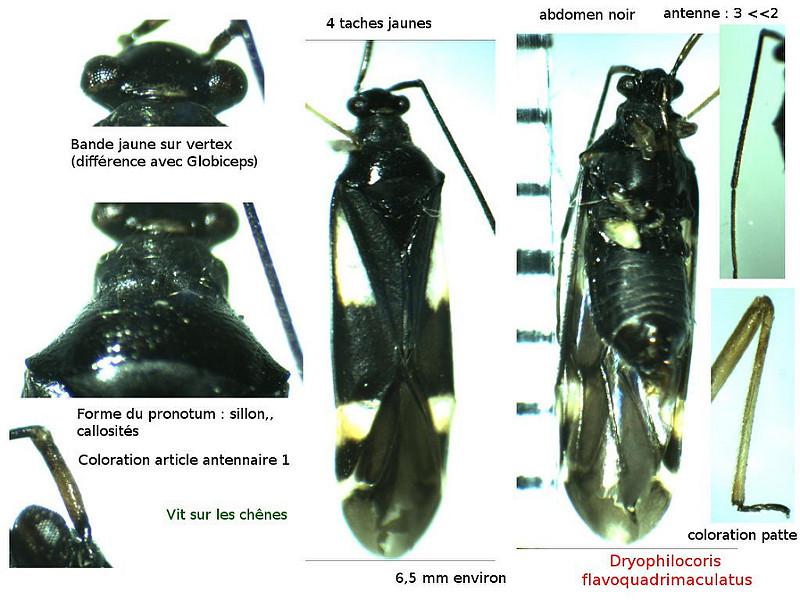 4 taches jaunes
abdomen noir
antenne : 3 <<2
Bande jaune sur vertex
(différence avec Globiceps)
Forme du pronotum : sillon,,
callosités
Coloration article antennaire 1
Vit sur les chênes
6,5 mm environ
coloration patte
Dryophilocoris
flavoquadrimaculatus